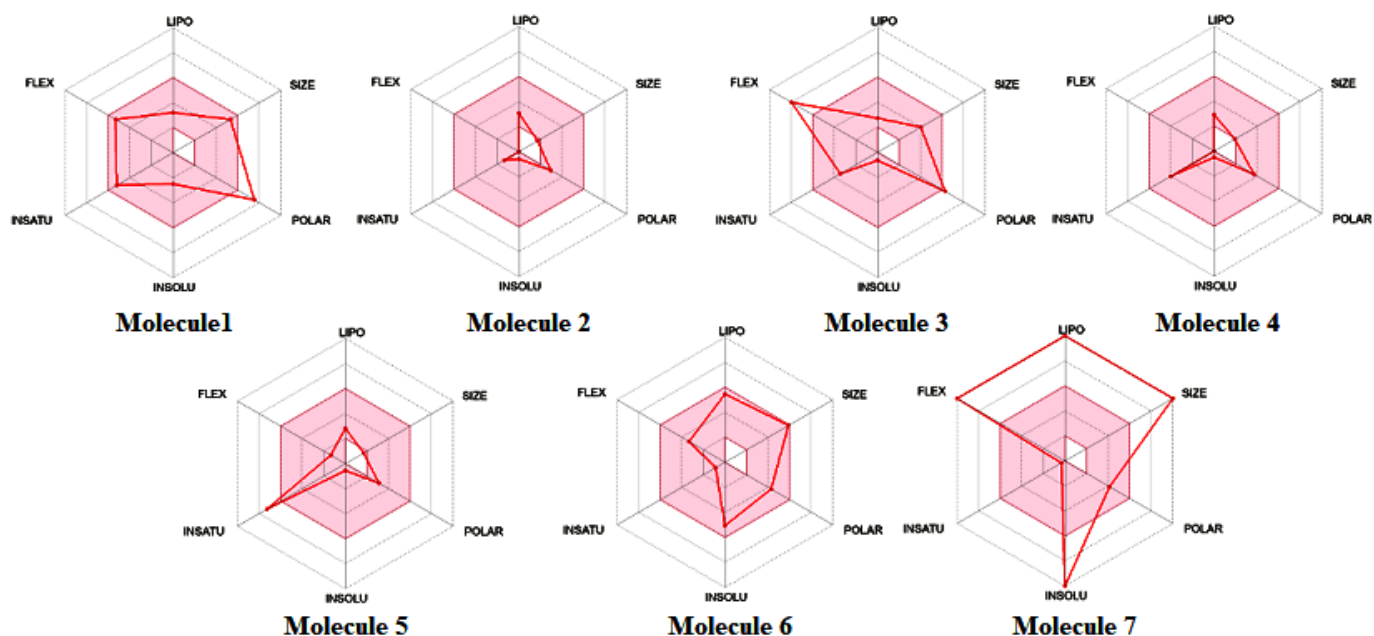 LIPO
FLEX
SIZE
INSATU
POLAR
INSOLU
Molecule1
LIPO
FLEX
SIZE
INSATU
POLAR
INSOLU
Molecule 2
LIPO
FLEX
SIZE
INSATU
POLAR
INSOLU
Molecule 3
LIPO
FLEX
SIZE
INSATU
POLAR
INSOLU
Molecule 4
LIPO
FLEX
SIZE
INSATU
POLAR
INSOLU
Molecule 5
LIPO
FLEX
SIZE
INSATU
POLAR
INSOLU
Molecule 6
LIPO
FLEX
SIZE
INSATU
POLAR
INSOLU
Molecule 7